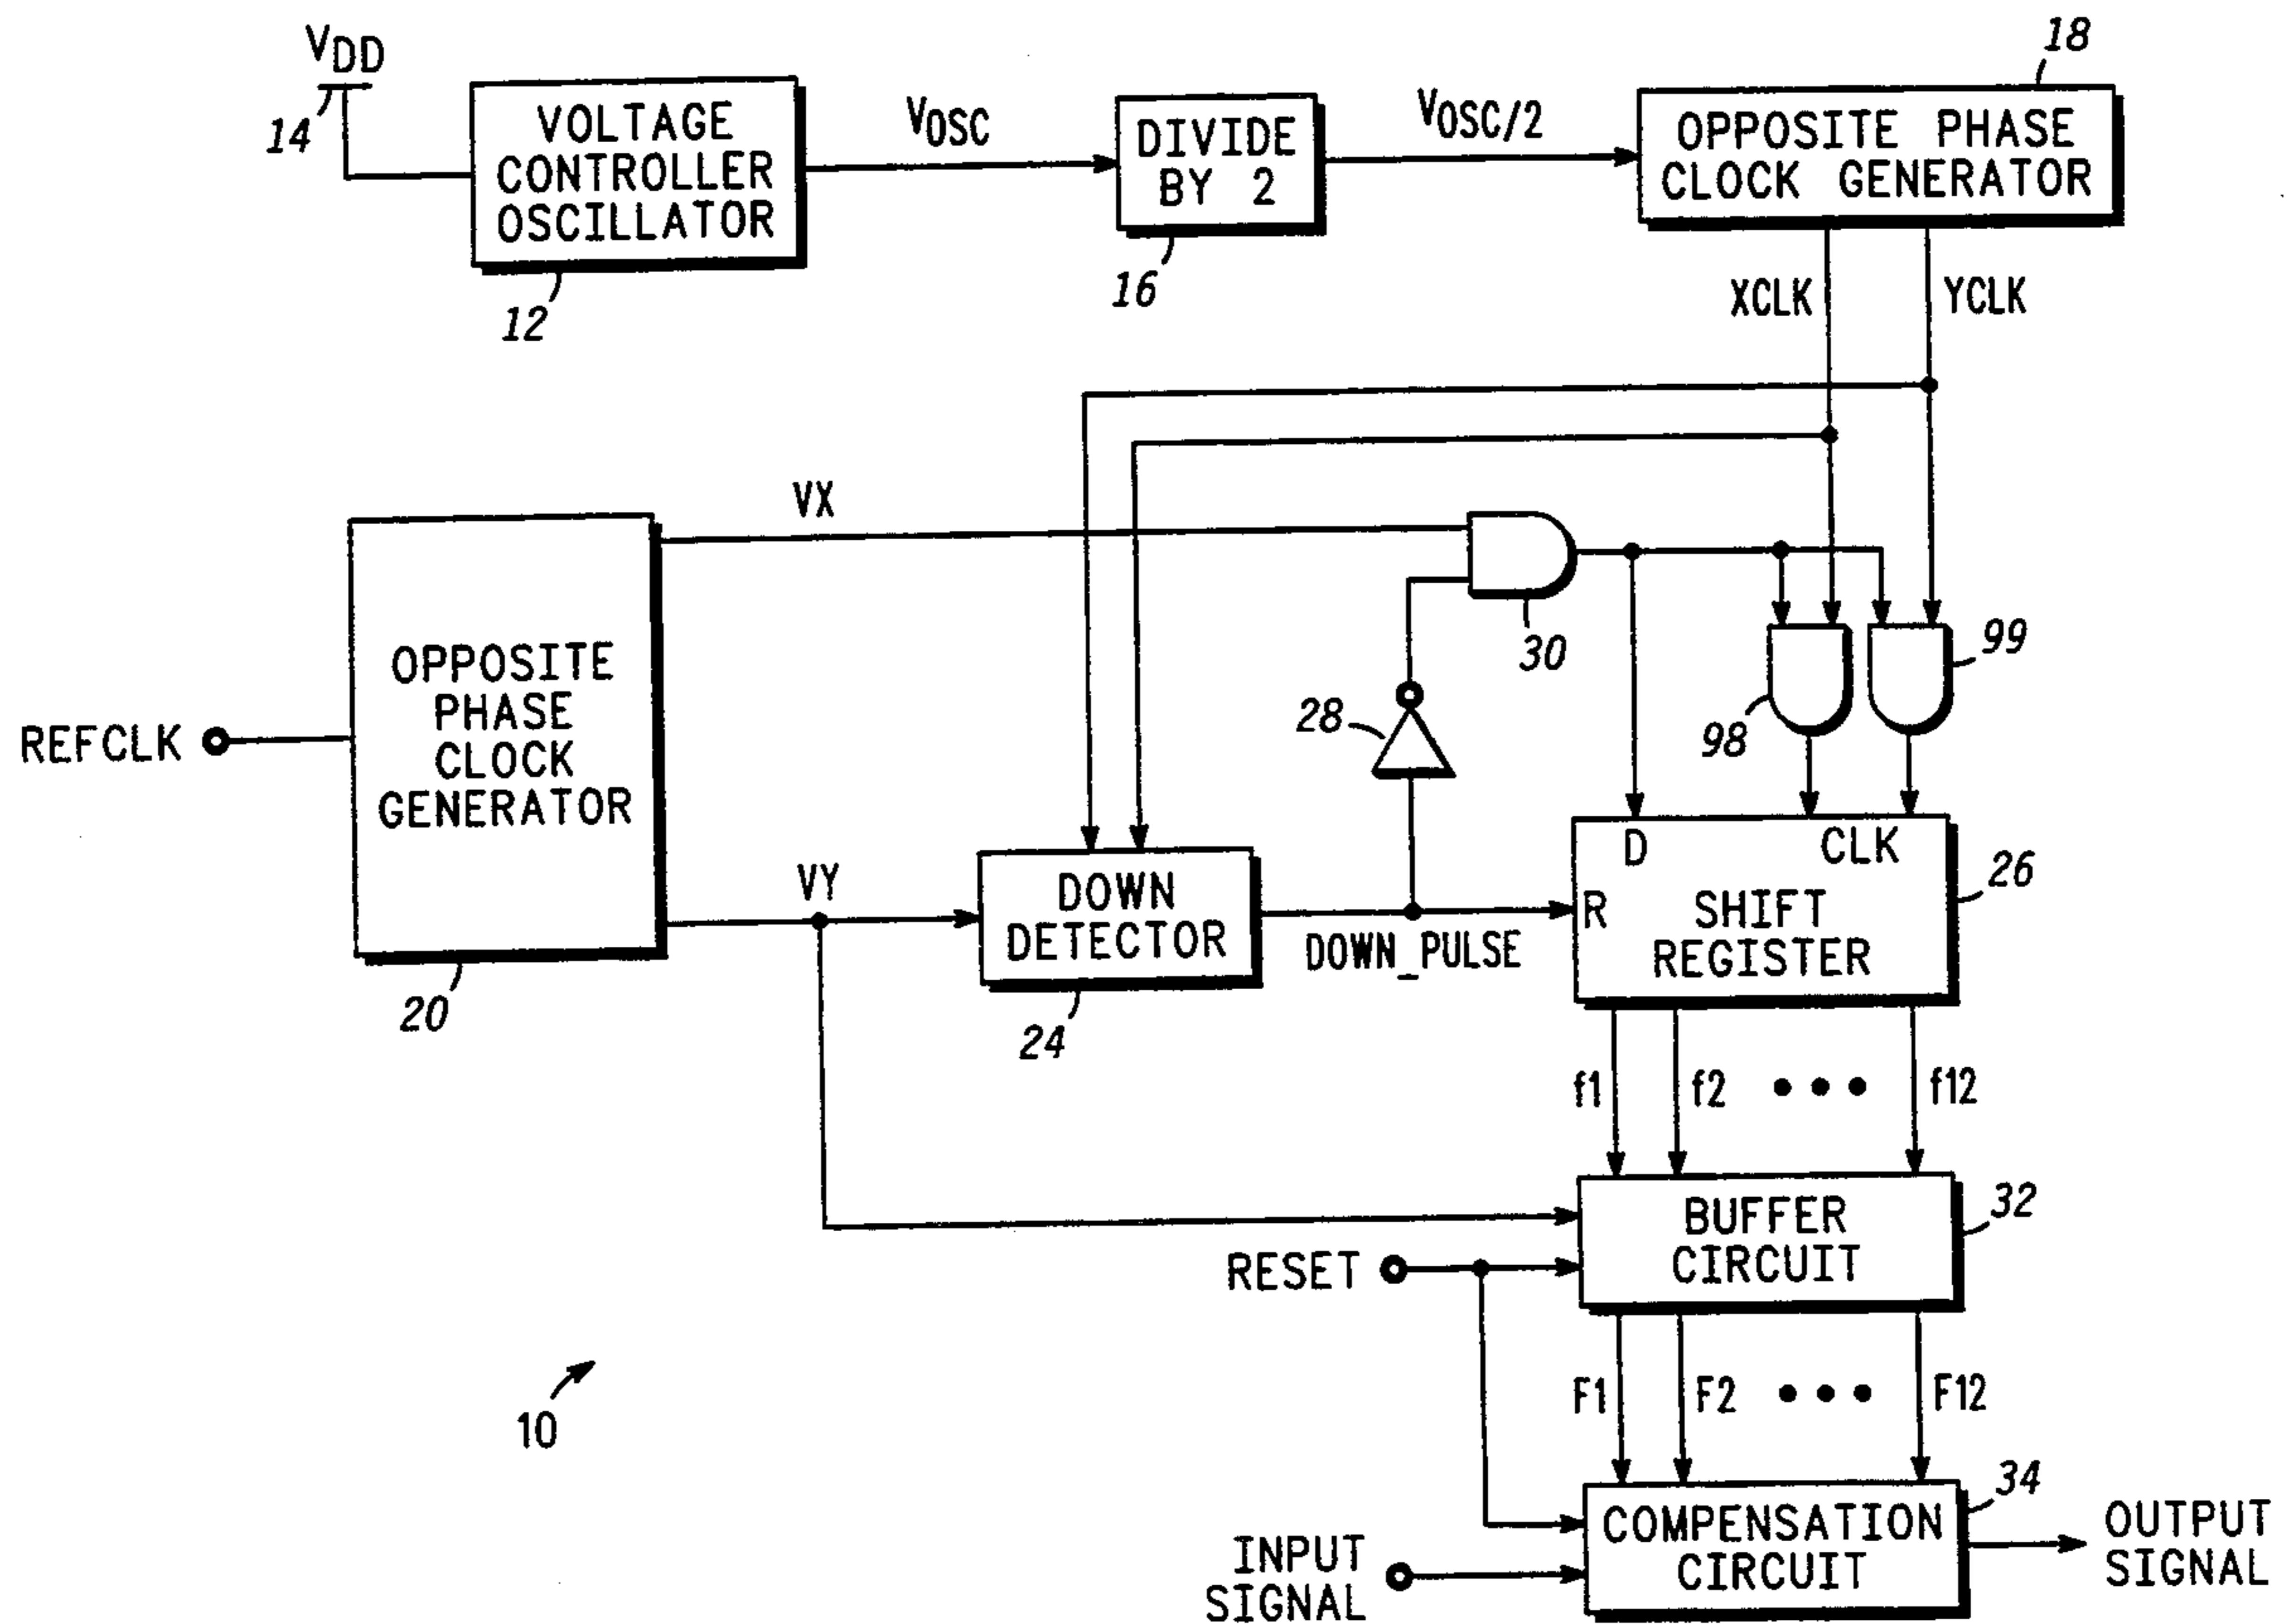 VDD
14
VOLTAGE
CONTROLLER
OSCILLATOR
12
VOSC
DIVIDE
BY 2
16
VOSC/2
OPPOSITE PHASE
CLOCK GENERATOR
18
XCLK
YCLK
VX
REFCLK
OPPOSITE
PHASE
CLOCK
GENERATOR
20
VY
DOWN
DETECTOR
24
28
30
98
99
DOWN_PULSE
D
CLK
R
SHIFT
REGISTER
26
f1
f2
• • •
f12
BUFFER
CIRCUIT
32
RESET
F1
F2
• • •
F12
10
COMPENSATION
CIRCUIT
34
INPUT
SIGNAL
OUTPUT
SIGNAL